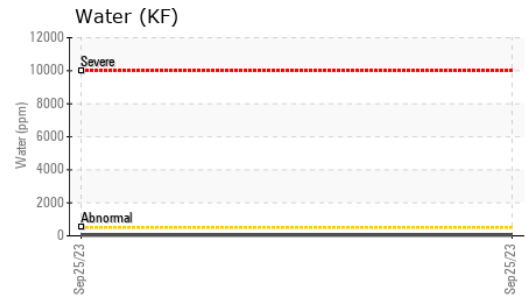 Water (KF)
12000
10000
8000
6000
4000
2000
0
Water (ppm)
Severe
Abnormal
Sep25/23
Sep25/23